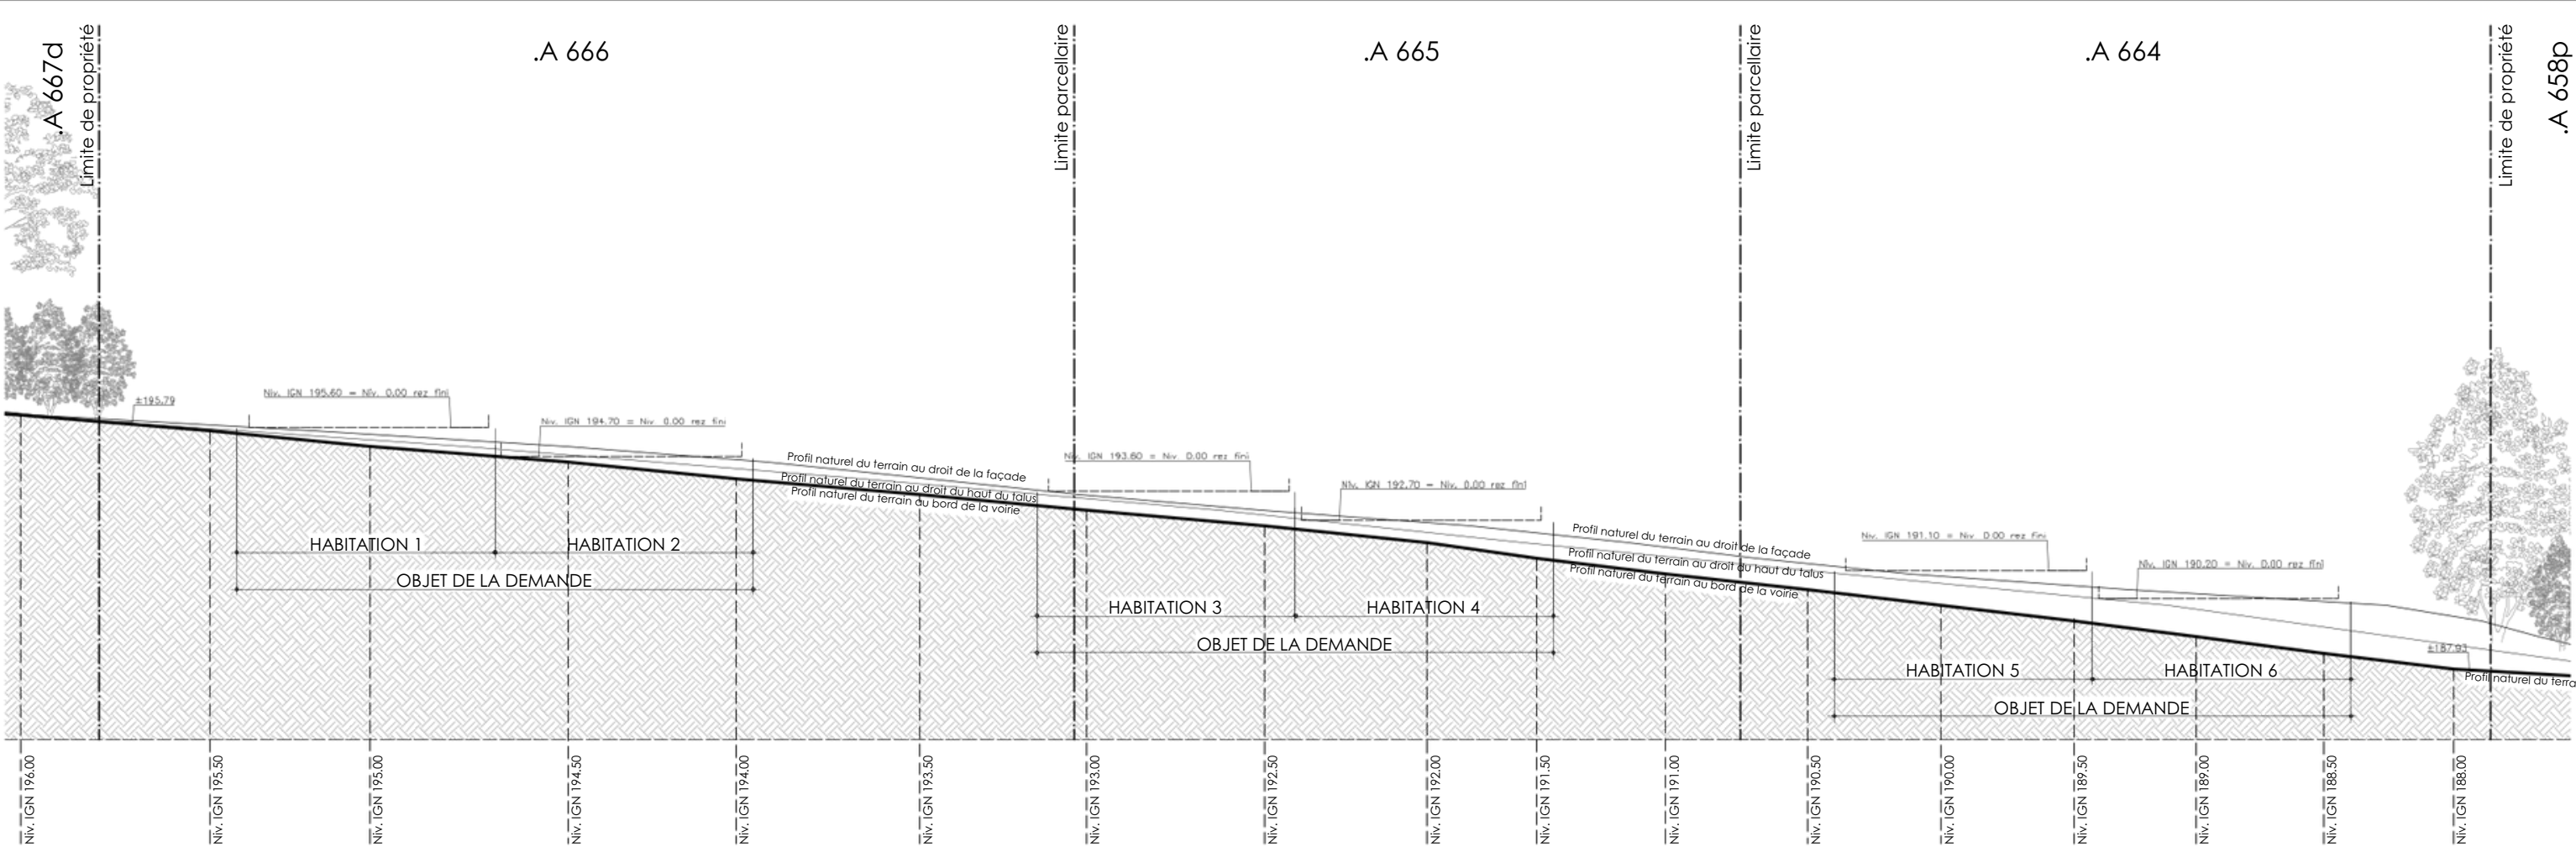 .A 667d
Limite de propriété
.A 666
Limite parcellaire
.A 665
Limite parcellaire
.A 664
Limite de propriété
.A 658p
±195.79
Niv. IGN 195.60 = Niv. 0.00 rez fini
Niv. IGN 194.70 = Niv 0.00 rez fini
Profil naturel du terrain au droit de la façade
Profil naturel du terrain au droit du haut du talus
Profil naturel du terrain au bord de la voirie
Niv. IGN 193.60 = Niv. 0.00 rez fini
Niv. IGN 192.70 = Niv. 0.00 rez fini
Profil naturel du terrain au droit de la façade
Profil naturel du terrain au droit du haut du talus
Profil naturel du terrain au bord de la voirie
Niv. IGN 191.10 = Niv 0.00 rez fini
Niv. IGN 190.20 = Niv. 0.00 rez fini
±187.93
Profil naturel du terra
HABITATION 1
HABITATION 2
OBJET DE LA DEMANDE
HABITATION 3
HABITATION 4
OBJET DE LA DEMANDE
HABITATION 5
HABITATION 6
OBJET DE LA DEMANDE
Niv. IGN 196.00
Niv. IGN 195.50
Niv. IGN 195.00
Niv. IGN 194.50
Niv. IGN 194.00
Niv. IGN 193.50
Niv. IGN 193.00
Niv. IGN 192.50
Niv. IGN 192.00
Niv. IGN 191.50
Niv. IGN 191.00
Niv. IGN 190.50
Niv. IGN 190.00
Niv. IGN 189.50
Niv. IGN 189.00
Niv. IGN 188.50
Niv. IGN 188.00